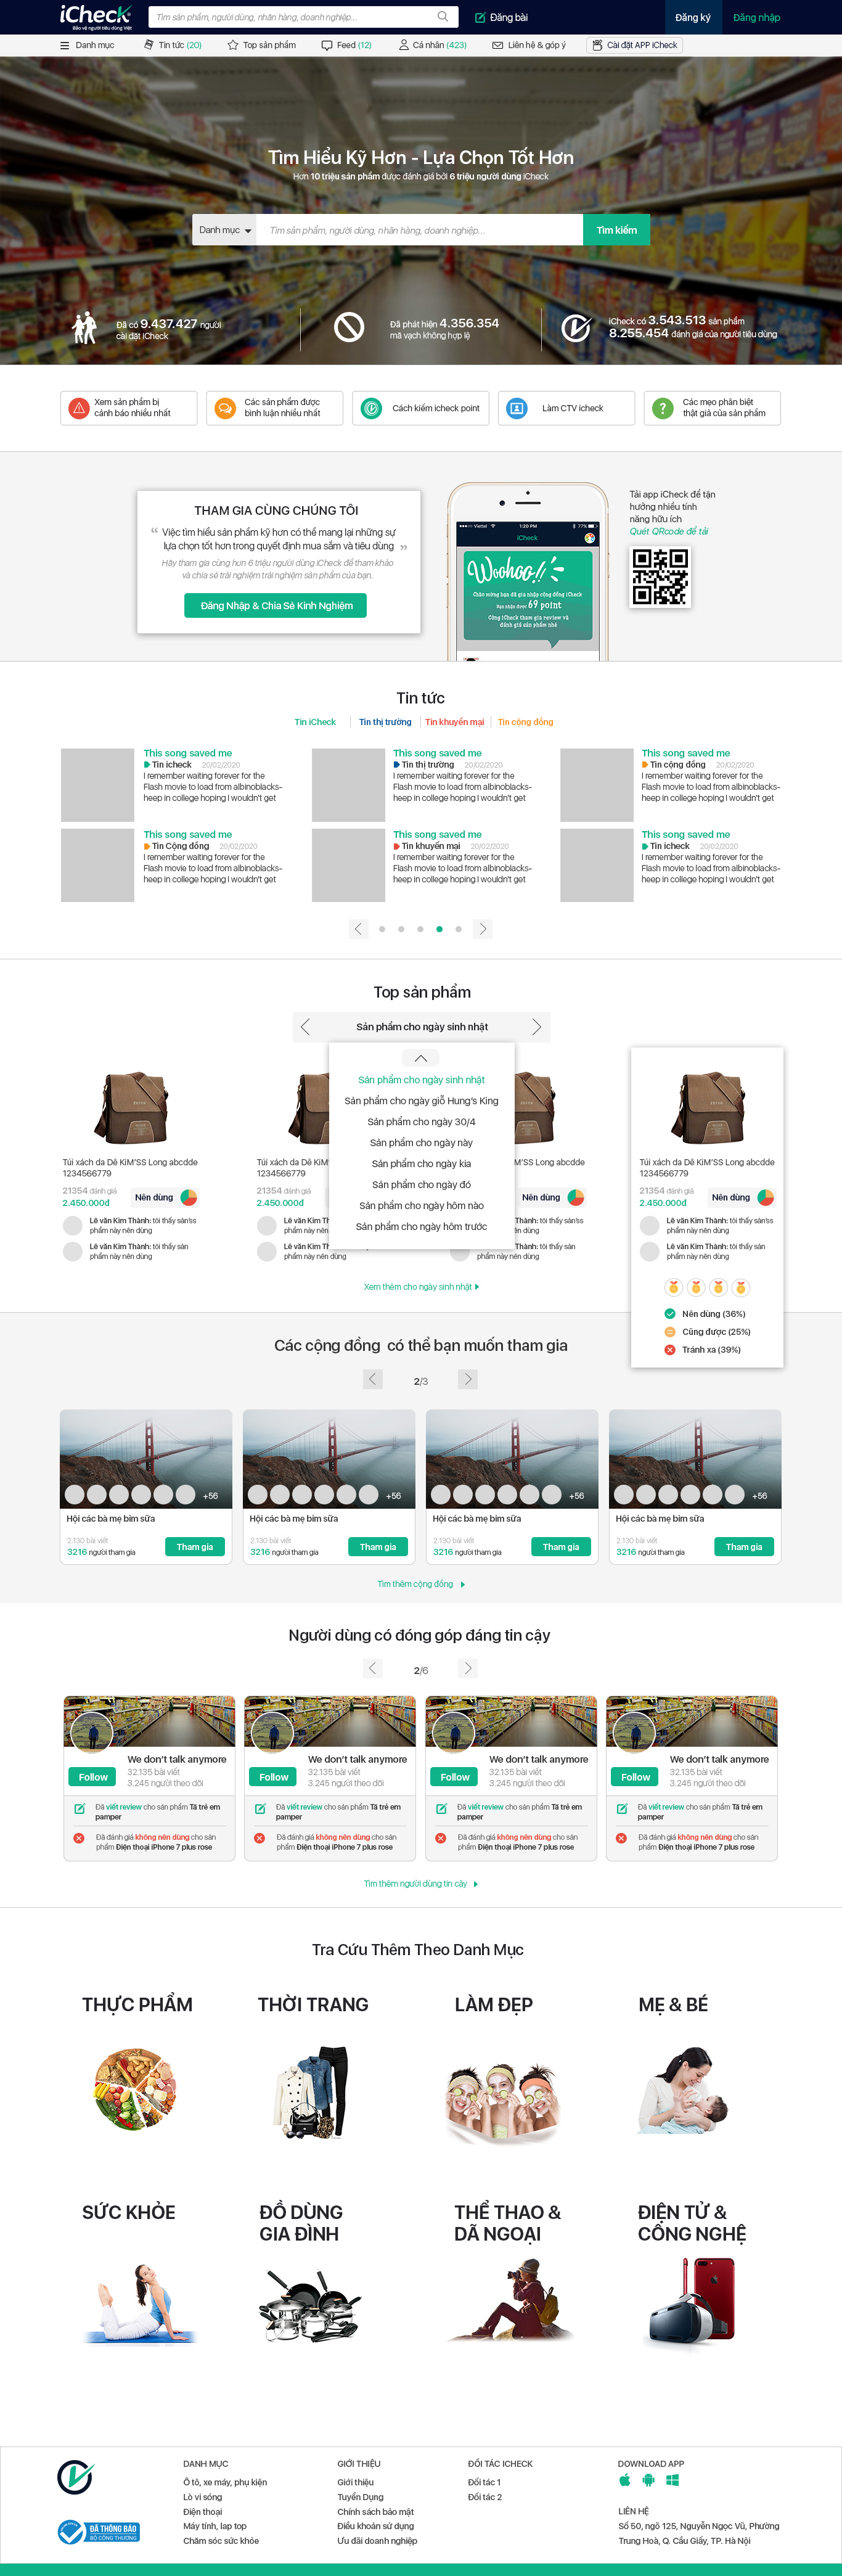 iCheck
Bảo vệ người tiêu dùng Việt
Tìm sản phẩm, người dùng, nhãn hàng, doanh nghiệp...
Đăng bài
Đăng ký
Đăng nhập
Danh mục
Tin tức (20)
Top sản phẩm
Feed (12)
Cá nhân (423)
Liên hệ & góp ý
Cài đặt APP iCheck
Tìm Hiểu Kỹ Hơn - Lựa Chọn Tốt Hơn
Hơn 10 triệu sản phẩm được đánh giá bởi 6 triệu người dùng iCheck
Danh mục
Tìm sản phẩm, người dùng, nhãn hàng, doanh nghiệp...
Tìm kiếm
Đã có 9.437.427 người
cài đặt iCheck
Đã phát hiện 4.356.354
mã vạch không hợp lệ
iCheck có 3.543.513 sản phẩm
8.255.454 đánh giá của người tiêu dùng
Xem sản phẩm bị
cảnh báo nhiều nhất
Các sản phẩm được
bình luận nhiều nhất
Cách kiếm icheck point
Làm CTV icheck
Các mẹo phân biệt
thật giả của sản phẩm
THAM GIA CÙNG CHÚNG TÔI
“ Việc tìm hiểu sản phẩm kỹ hơn có thể mang lại những sự
lựa chọn tốt hơn trong quyết định mua sắm và tiêu dùng ”
Hãy tham gia cùng hơn 6 triệu người dùng iCheck để tham khảo
và chia sẻ trải nghiệm trải nghiệm sản phẩm của bạn.
Đăng Nhập & Chia Sẻ Kinh Nghiệm
Viettel
1:20 PM
77%
iCheck
Woohoo!!
Chào mừng bạn đã gia nhập cộng đồng iCheck
Bạn nhận được 69 point
Cùng iCheck tham gia review và
đánh giá sản phẩm nhé
Tải app iCheck để tận
hưởng nhiều tính
năng hữu ích
Quét QRcode để tải
Tin tức
Tin iCheck
Tin thị trường
Tin khuyến mại
Tin cộng đồng
This song saved me
Tin icheck 20/02/2020
I remember waiting forever for the
Flash movie to load from albinoblacks-
heep in college hoping I wouldn't get
This song saved me
Tin thị trường 20/02/2020
I remember waiting forever for the
Flash movie to load from albinoblacks-
heep in college hoping I wouldn't get
This song saved me
Tin cộng đồng 20/02/2020
I remember waiting forever for the
Flash movie to load from albinoblacks-
heep in college hoping I wouldn't get
This song saved me
Tin Cộng đồng 20/02/2020
I remember waiting forever for the
Flash movie to load from albinoblacks-
heep in college hoping I wouldn't get
This song saved me
Tin khuyến mại 20/02/2020
I remember waiting forever for the
Flash movie to load from albinoblacks-
heep in college hoping I wouldn't get
This song saved me
Tin icheck 20/02/2020
I remember waiting forever for the
Flash movie to load from albinoblacks-
heep in college hoping I wouldn't get
Top sản phẩm
Sản phẩm cho ngày sinh nhật
Sản phẩm cho ngày sinh nhật
Sản phẩm cho ngày giỗ Hung's King
Sản phẩm cho ngày 30/4
Sản phẩm cho ngày này
Sản phẩm cho ngày kia
Sản phẩm cho ngày đó
Sản phẩm cho ngày hôm nào
Sản phẩm cho ngày hôm trước
Túi xách da Dê KiM'SS Long abcdde
1234566779
21354 đánh giá
2.450.000đ
Nên dùng
Lê văn Kim Thành: tôi thấy sản'ss
phẩm này nên dùng
Lê văn Kim Thành: tôi thấy sản
phẩm này nên dùng
Túi xách da Dê KiM'
1234566779
21354 đánh giá
2.450.000đ
Lê văn Kim Th
phẩm này nên
Lê văn Kim Th
phẩm này nên dùng
M'SS Long abcdde
Nên dùng
Thành: tôi thấy sản'ss
n dùng
Thành: tôi thấy sản
phẩm này nên dùng
Túi xách da Dê KiM'SS Long abcdde
1234566779
21354 đánh giá
2.450.000đ
Nên dùng
Lê văn Kim Thành: tôi thấy sản'ss
phẩm này nên dùng
Lê văn Kim Thành: tôi thấy sản
phẩm này nên dùng
Nên dùng (36%)
Cũng được (25%)
Tránh xa (39%)
Xem thêm cho ngày sinh nhật
Các cộng đồng có thể bạn muốn tham gia
2/3
+56
Hội các bà mẹ bỉm sữa
2.130 bài viết
3216 người tham gia
Tham gia
+56
Hội các bà mẹ bỉm sữa
2.130 bài viết
3216 người tham gia
Tham gia
+56
Hội các bà mẹ bỉm sữa
2.130 bài viết
3216 người tham gia
Tham gia
+56
Hội các bà mẹ bỉm sữa
2.130 bài viết
3216 người tham gia
Tham gia
Tìm thêm cộng đồng
Người dùng có đóng góp đáng tin cậy
2/6
We don't talk anymore
32.135 bài viết
3.245 người theo dõi
Follow
Đã viết review cho sản phẩm Tã trẻ em
pamper
Đã đánh giá không nên dùng cho sản
phẩm Điện thoại iPhone 7 plus rose
We don't talk anymore
32.135 bài viết
3.245 người theo dõi
Follow
Đã viết review cho sản phẩm Tã trẻ em
pamper
Đã đánh giá không nên dùng cho sản
phẩm Điện thoại iPhone 7 plus rose
We don't talk anymore
32.135 bài viết
3.245 người theo dõi
Follow
Đã viết review cho sản phẩm Tã trẻ em
pamper
Đã đánh giá không nên dùng cho sản
phẩm Điện thoại iPhone 7 plus rose
We don't talk anymore
32.135 bài viết
3.245 người theo dõi
Follow
Đã viết review cho sản phẩm Tã trẻ em
pamper
Đã đánh giá không nên dùng cho sản
phẩm Điện thoại iPhone 7 plus rose
Tìm thêm người dùng tin cậy
Tra Cứu Thêm Theo Danh Mục
THỰC PHẨM
THỜI TRANG
LÀM ĐẸP
MẸ & BÉ
SỨC KHỎE
ĐỒ DÙNG
GIA ĐÌNH
THỂ THAO &
DÃ NGOẠI
ĐIỆN TỬ &
CÔNG NGHỆ
ĐÃ THÔNG BÁO
BỘ CÔNG THƯƠNG
DANH MỤC
Ô tô, xe máy, phụ kiện
Lò vi sóng
Điện thoại
Máy tính, lap top
Chăm sóc sức khỏe
GIỚI THIỆU
Giới thiệu
Tuyển Dụng
Chính sách bảo mật
Điều khoản sử dụng
Ưu đãi doanh nghiệp
ĐỐI TÁC ICHECK
Đối tác 1
Đối tác 2
DOWNLOAD APP
LIÊN HỆ
Số 50, ngõ 125, Nguyễn Ngọc Vũ, Phường
Trung Hoà, Q. Cầu Giấy, TP. Hà Nội